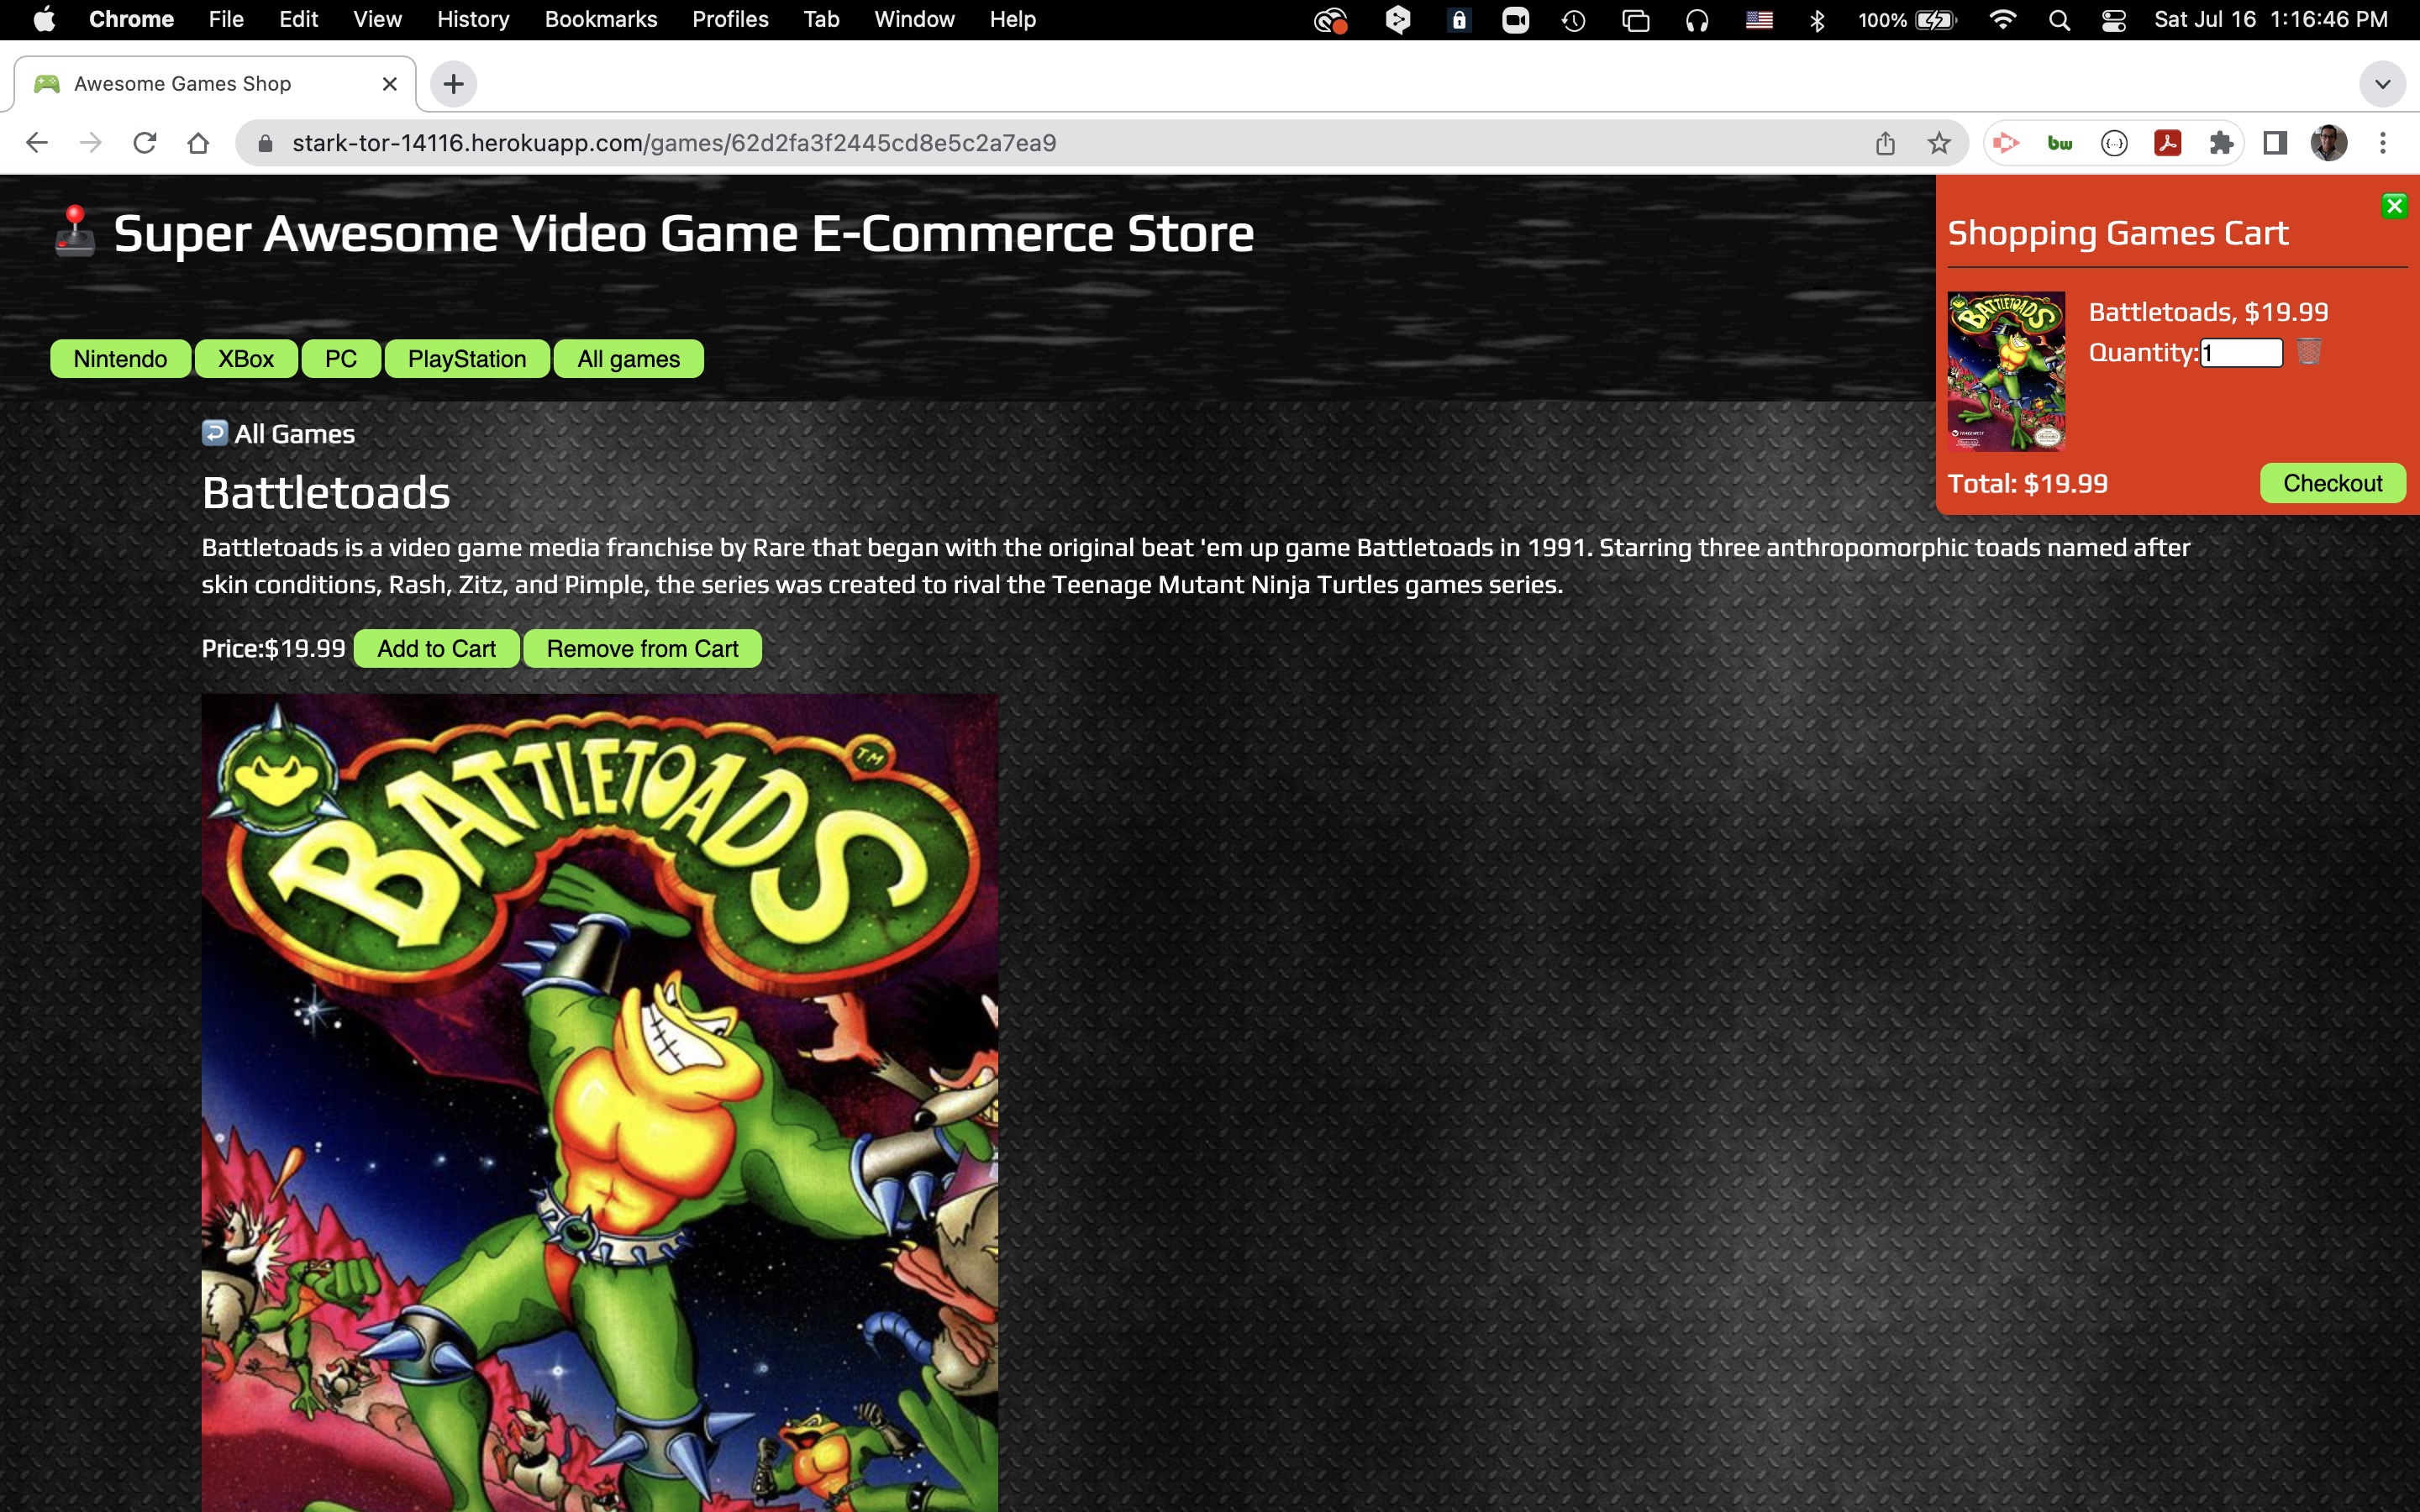 Chrome File Edit View History Bookmarks Profiles Tab Window Help 100% Sat Jul 16 1:16:46 PM
Awesome Games Shop
stark-tor-14116.herokuapp.com/games/62d2fa3f2445cd8e5c2a7ea9
bw
Super Awesome Video Game E-Commerce Store
Nintendo XBox PC PlayStation All games
All Games
Battletoads
Battletoads is a video game media franchise by Rare that began with the original beat 'em up game Battletoads in 1991. Starring three anthropomorphic toads named after
skin conditions, Rash, Zitz, and Pimple, the series was created to rival the Teenage Mutant Ninja Turtles games series.
Price:$19.99 Add to Cart Remove from Cart
BATTLETOADS TM
Shopping Games Cart
BATTLETOADS
Battletoads, $19.99
Quantity:1
Total: $19.99 Checkout